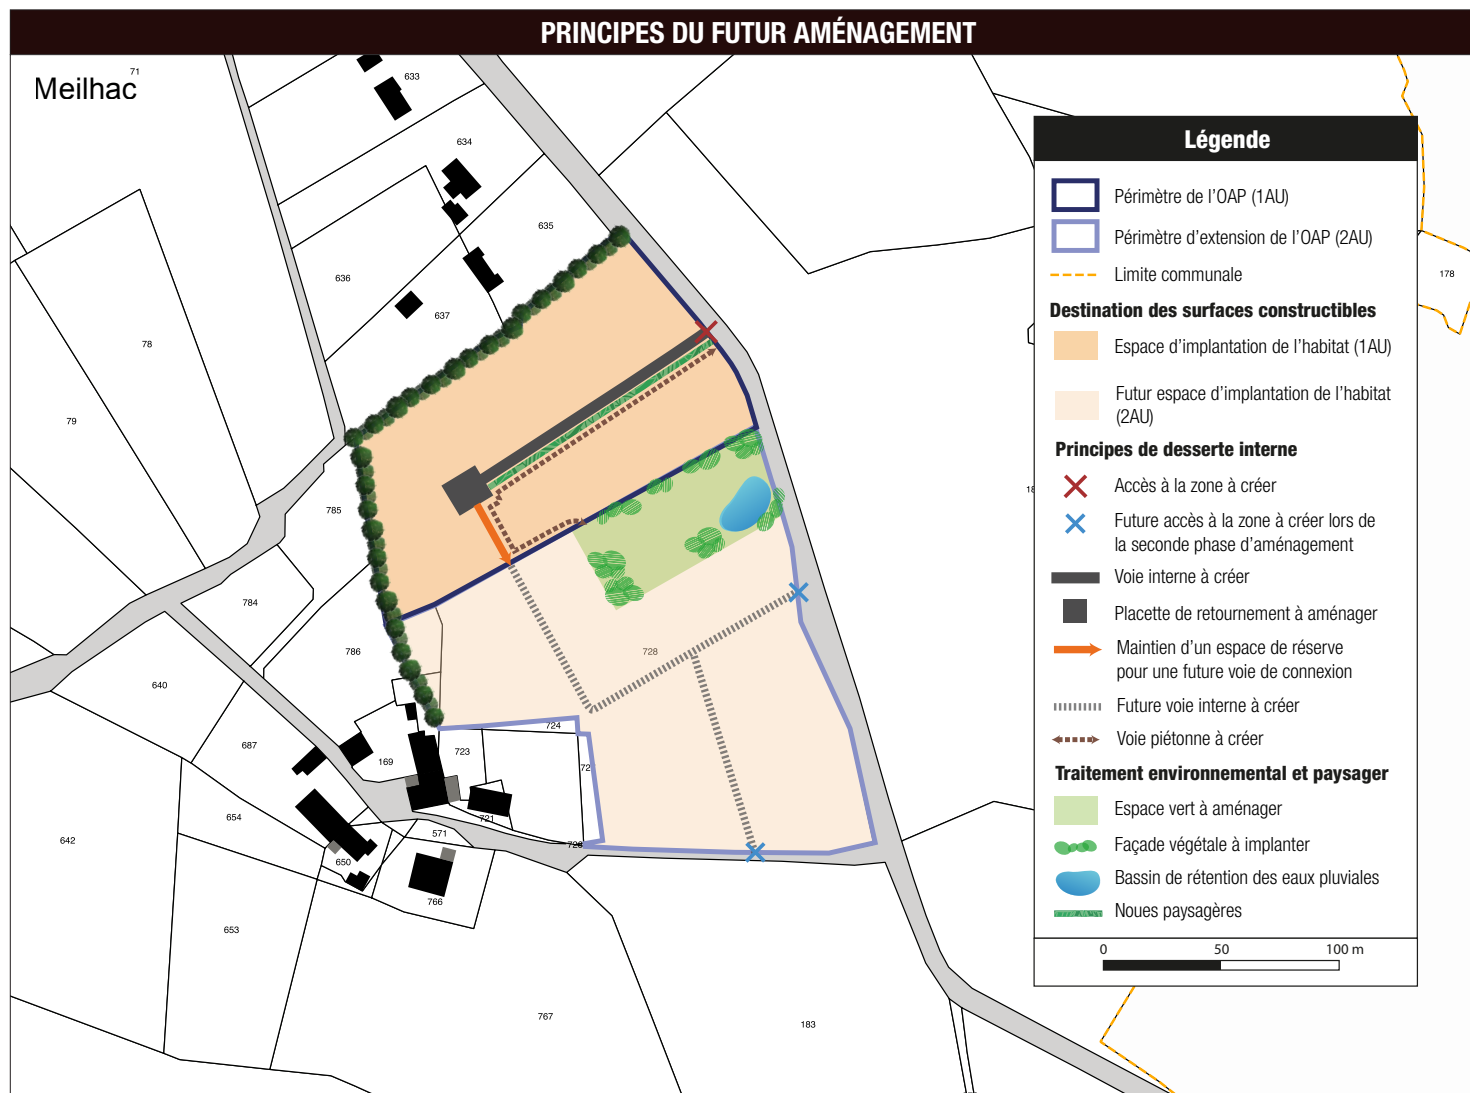 PRINCIPES DU FUTUR AMÉNAGEMENT
Meilhac
71
633
634
635
636
637
78
79
785
784
786
640
687
169
723
724
721
571
654
650
642
653
766
767
183
728
178
Légende
Périmètre de l'OAP (1AU)
Périmètre d'extension de l'OAP (2AU)
Limite communale
Destination des surfaces constructibles
Espace d'implantation de l'habitat (1AU)
Futur espace d'implantation de l'habitat
(2AU)
Principes de desserte interne
Accès à la zone à créer
Future accès à la zone à créer lors de
la seconde phase d'aménagement
Voie interne à créer
Placette de retournement à aménager
Maintien d'un espace de réserve
pour une future voie de connexion
Future voie interne à créer
Voie piétonne à créer
Traitement environnemental et paysager
Espace vert à aménager
Façade végétale à implanter
Bassin de rétention des eaux pluviales
Noues paysagères
0 50 100 m